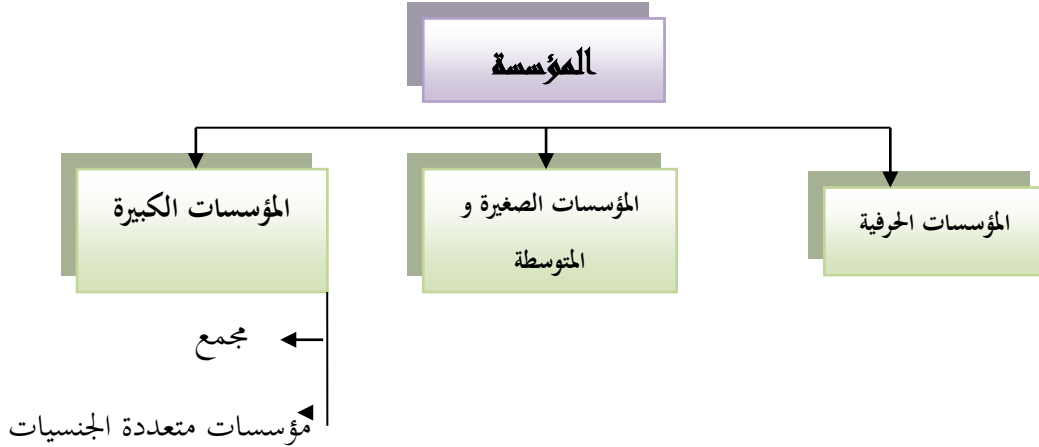 المؤسسة
المؤسسات الحرفية
المؤسسات الصغيرة و
المتوسطة
المؤسسات الكبيرة
مجمع
مؤسسات متعددة الجنسيات